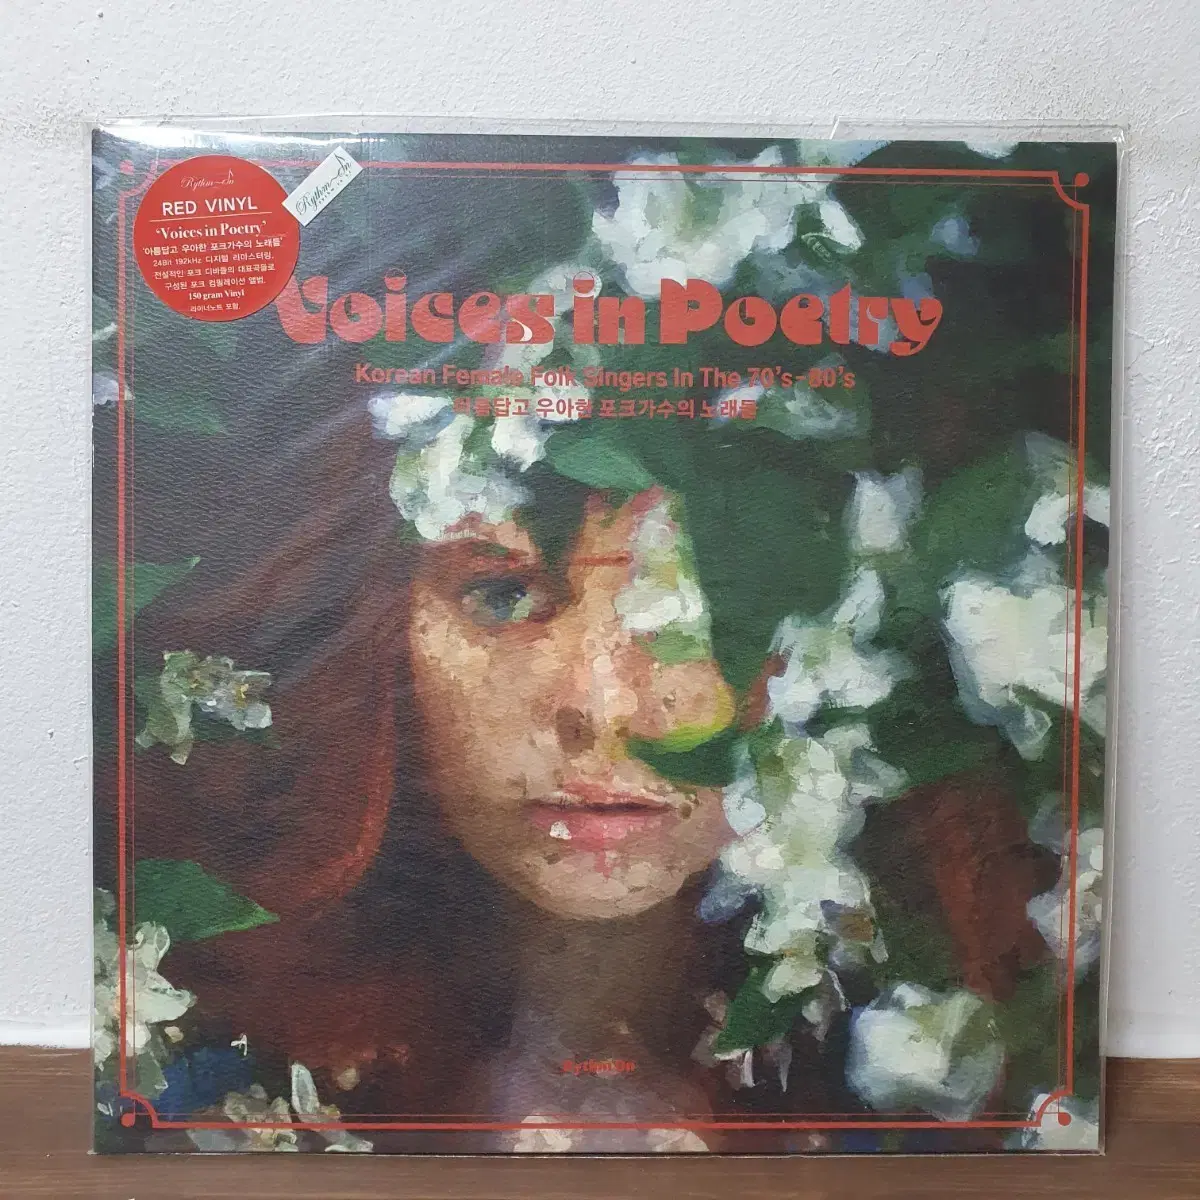 Rythm-On
RED VINYL
'Voices in Poetry'
'아름답고 우아한 포크가수의 노래들'
24Bit 192kHz 디지털 리마스터링,
전설적인 포크 디바들의 대표곡들로
구성된 포크 컴필레이션 앨범,
150 gram Vinyl
라이너노트 포함,
Rythm-On
Voices in Poetry
Korean Female Folk Singers In The 70's-80's
아름답고 우아한 포크가수의 노래들
Rythm On